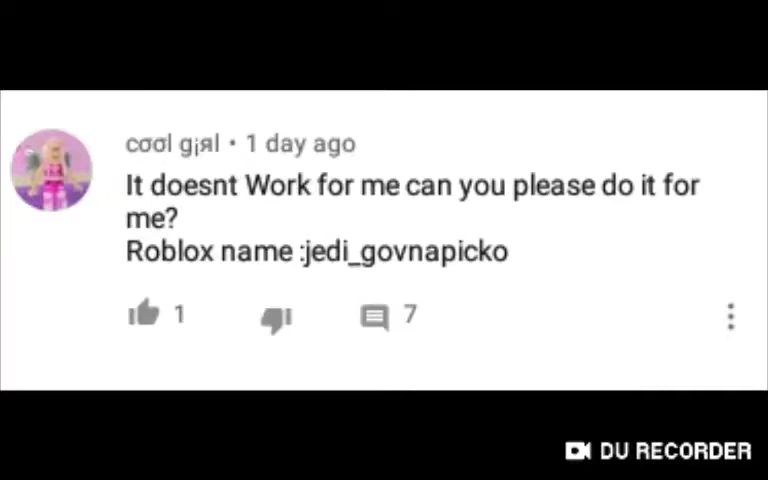 cσσl g¡яl • 1 day ago
It doesnt Work for me can you please do it for
me?
Roblox name :jedi_govnapicko
1
7
DU RECORDER